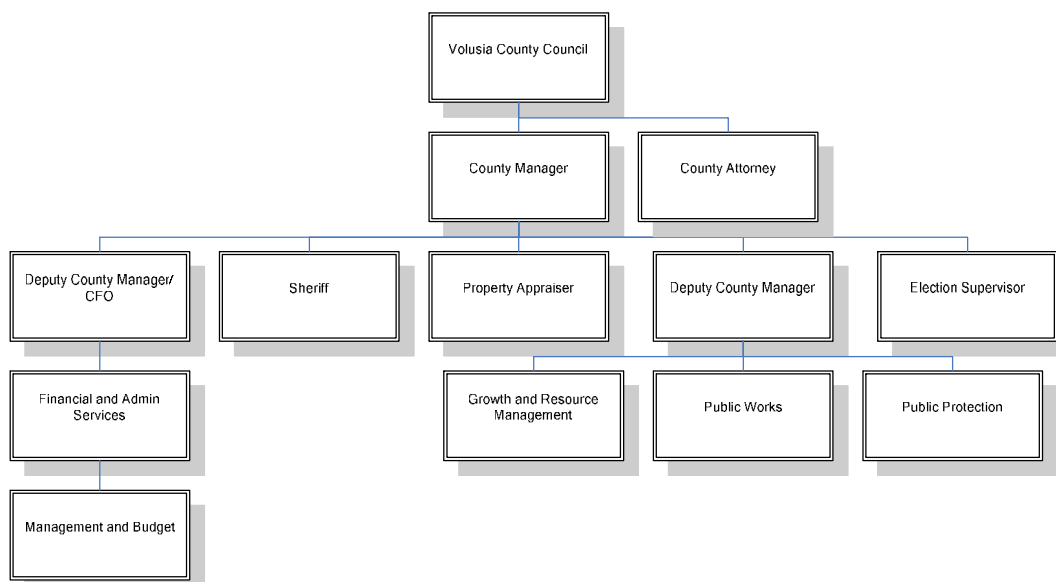 Volusia County Council
County Manager
County Attorney
Deputy County Manager/
CFO
Sheriff
Property Appraiser
Deputy County Manager
Election Supervisor
Financial and Admin
Services
Growth and Resource
Management
Public Works
Public Protection
Management and Budget